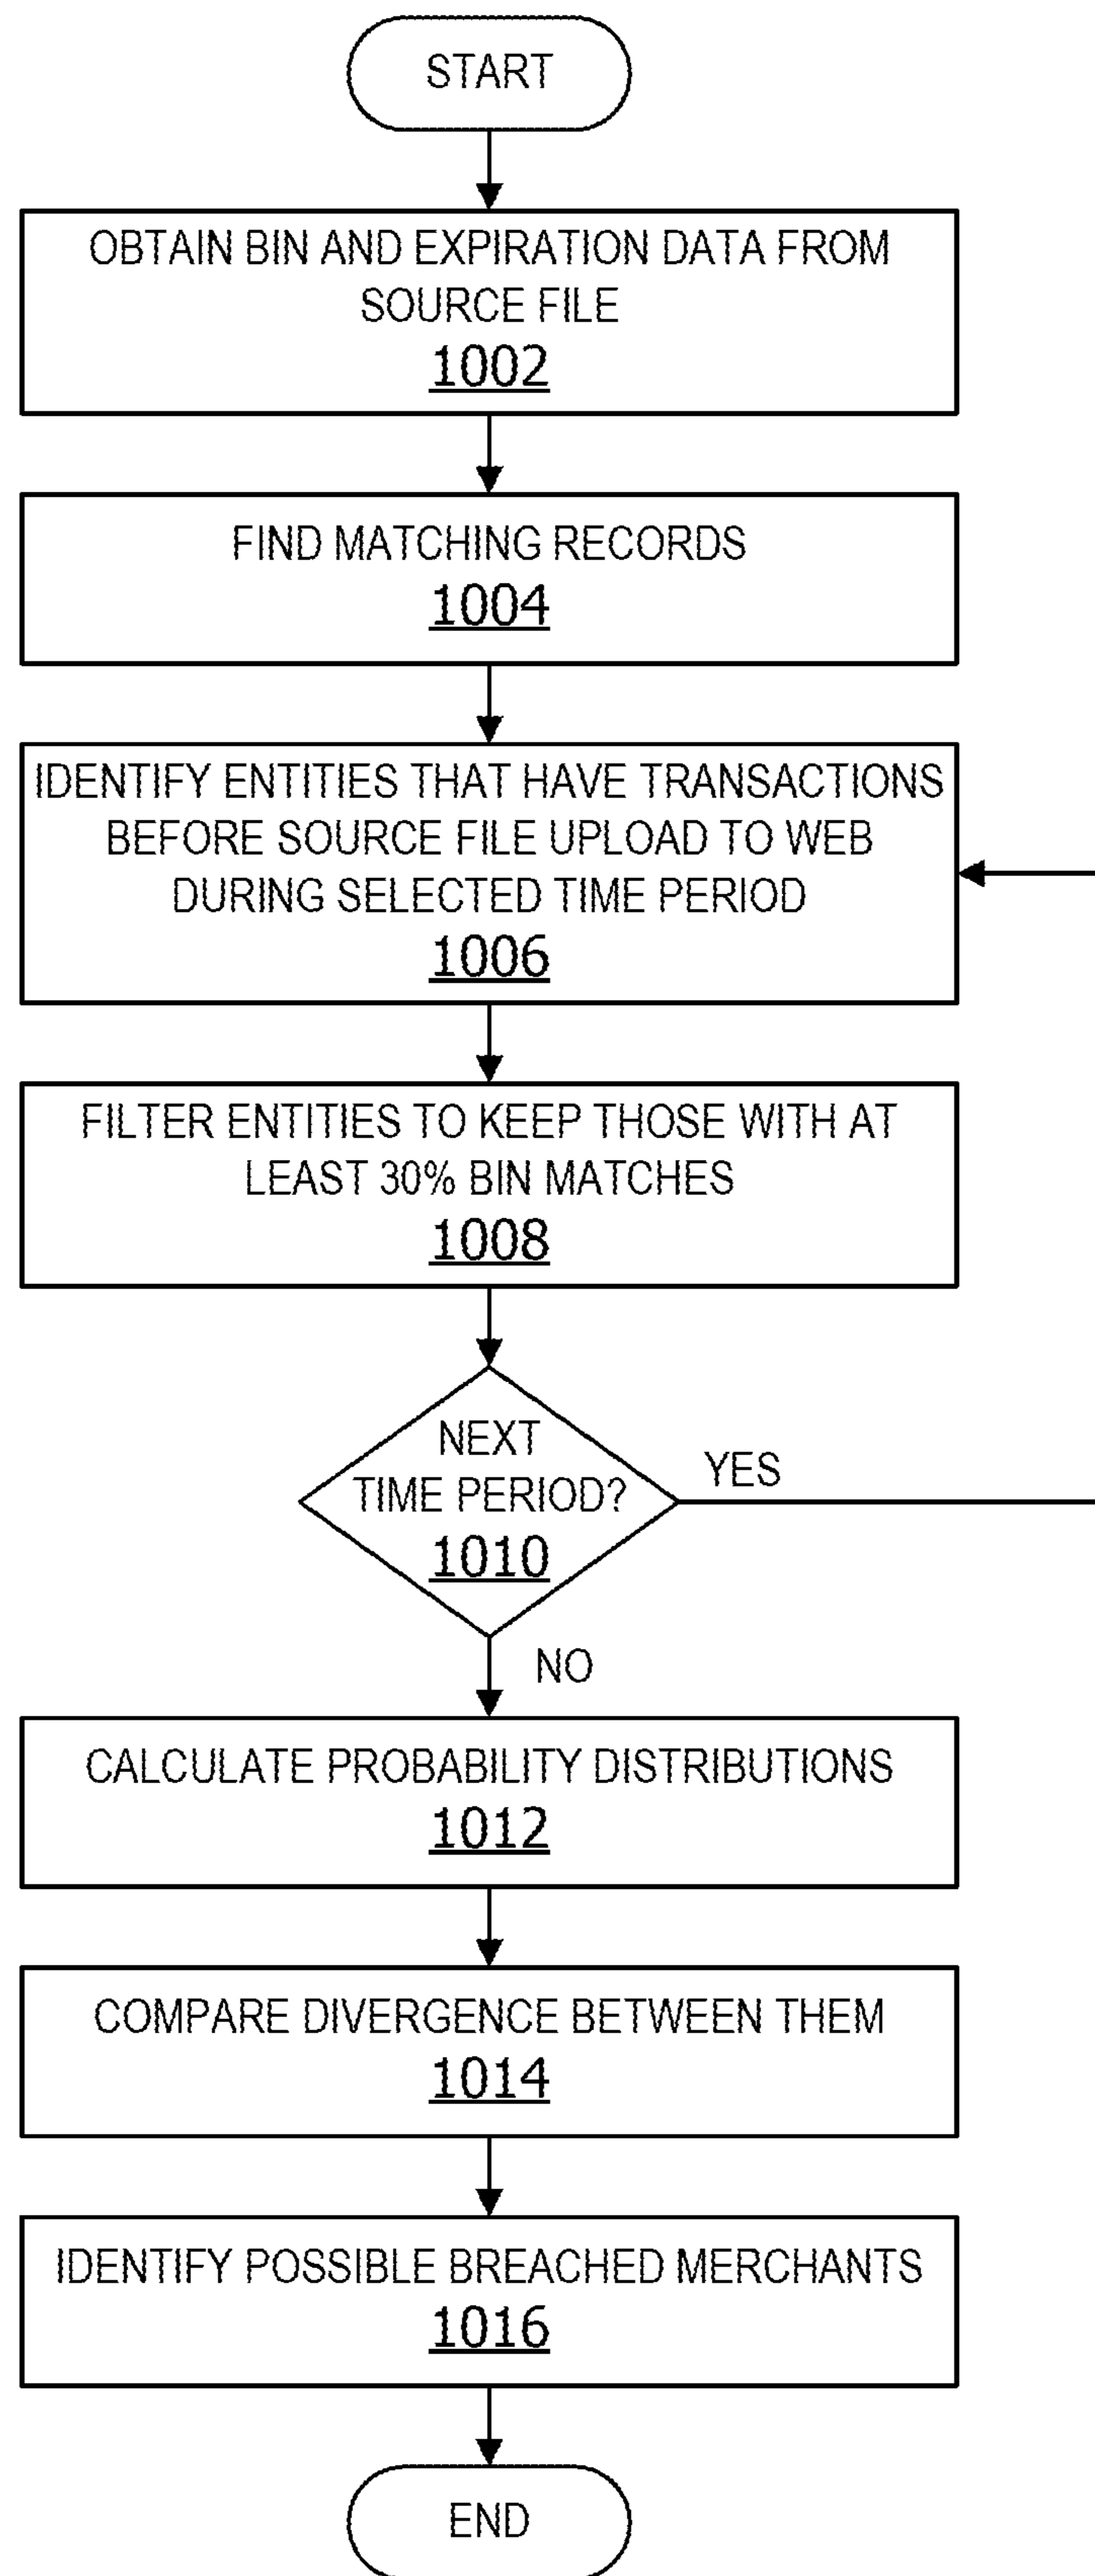 START
OBTAIN BIN AND EXPIRATION DATA FROM
SOURCE FILE
1002
FIND MATCHING RECORDS
1004
IDENTIFY ENTITIES THAT HAVE TRANSACTIONS
BEFORE SOURCE FILE UPLOAD TO WEB
DURING SELECTED TIME PERIOD
1006
FILTER ENTITIES TO KEEP THOSE WITH AT
LEAST 30% BIN MATCHES
1008
NEXT
TIME PERIOD?
1010
YES
NO
CALCULATE PROBABILITY DISTRIBUTIONS
1012
COMPARE DIVERGENCE BETWEEN THEM
1014
IDENTIFY POSSIBLE BREACHED MERCHANTS
1016
END